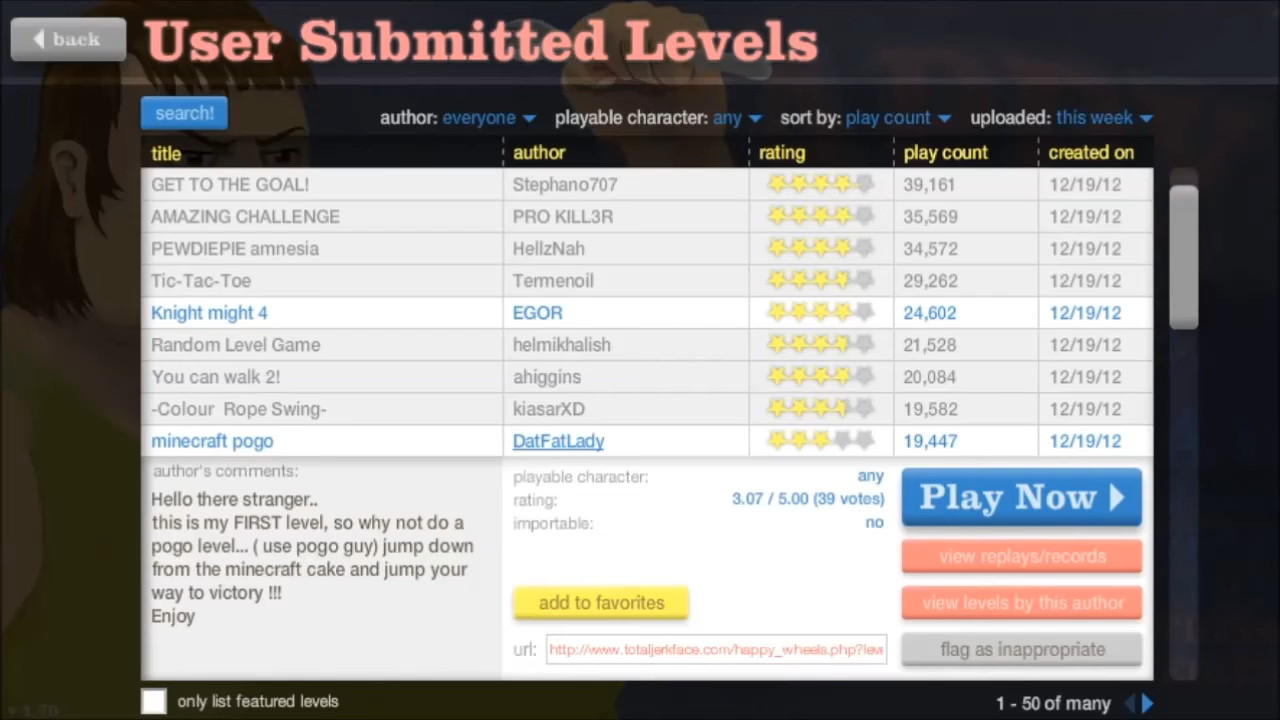 back
User Submitted Levels
search!
author: everyone playable character: any sort by: play count uploaded: this week
title author rating play count created on
GET TO THE GOAL! Stephano707 39,161 12/19/12
AMAZING CHALLENGE PRO KILL3R 35,569 12/19/12
PEWDIEPIE amnesia HellzNah 34,572 12/19/12
Tic-Tac-Toe Termenoil 29,262 12/19/12
Knight might 4 EGOR 24,602 12/19/12
Random Level Game helmikhalish 21,528 12/19/12
You can walk 2! ahiggins 20,084 12/19/12
-Colour Rope Swing- kiasarXD 19,582 12/19/12
minecraft pogo DatFatLady 19,447 12/19/12
author's comments:
Hello there stranger..
this is my FIRST level, so why not do a
pogo level... ( use pogo guy) jump down
from the minecraft cake and jump your
way to victory !!!
Enjoy
playable character: any
rating: 3.07 / 5.00 (39 votes)
importable: no
add to favorites
url: http://www.totaljerkface.com/happy_wheels.php?leve
Play Now
view replays/records
view levels by this author
flag as inappropriate
only list featured levels
1 - 50 of many